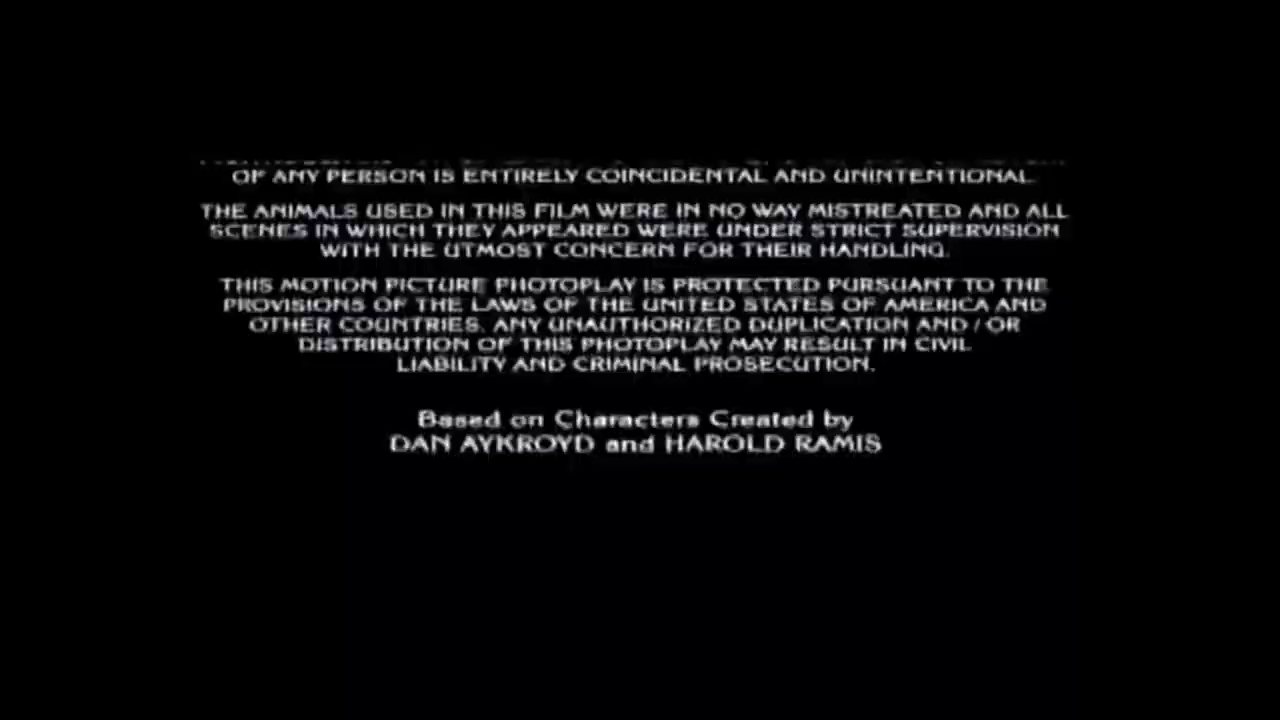 OF ANY PERSON IS ENTIRELY COINCIDENTAL AND UNINTENTIONAL.
THE ANIMALS USED IN THIS FILM WERE IN NO WAY MISTREATED AND ALL
SCENES IN WHICH THEY APPEARED WERE UNDER STRICT SUPERVISION
WITH THE UTMOST CONCERN FOR THEIR HANDLING.
THIS MOTION PICTURE PHOTOPLAY IS PROTECTED PURSUANT TO THE
PROVISIONS OF THE LAWS OF THE UNITED STATES OF AMERICA AND
OTHER COUNTRIES. ANY UNAUTHORIZED DUPLICATION AND / OR
DISTRIBUTION OF THIS PHOTOPLAY MAY RESULT IN CIVIL
LIABILITY AND CRIMINAL PROSECUTION.
Based on Characters Created by
DAN AYKROYD and HAROLD RAMIS